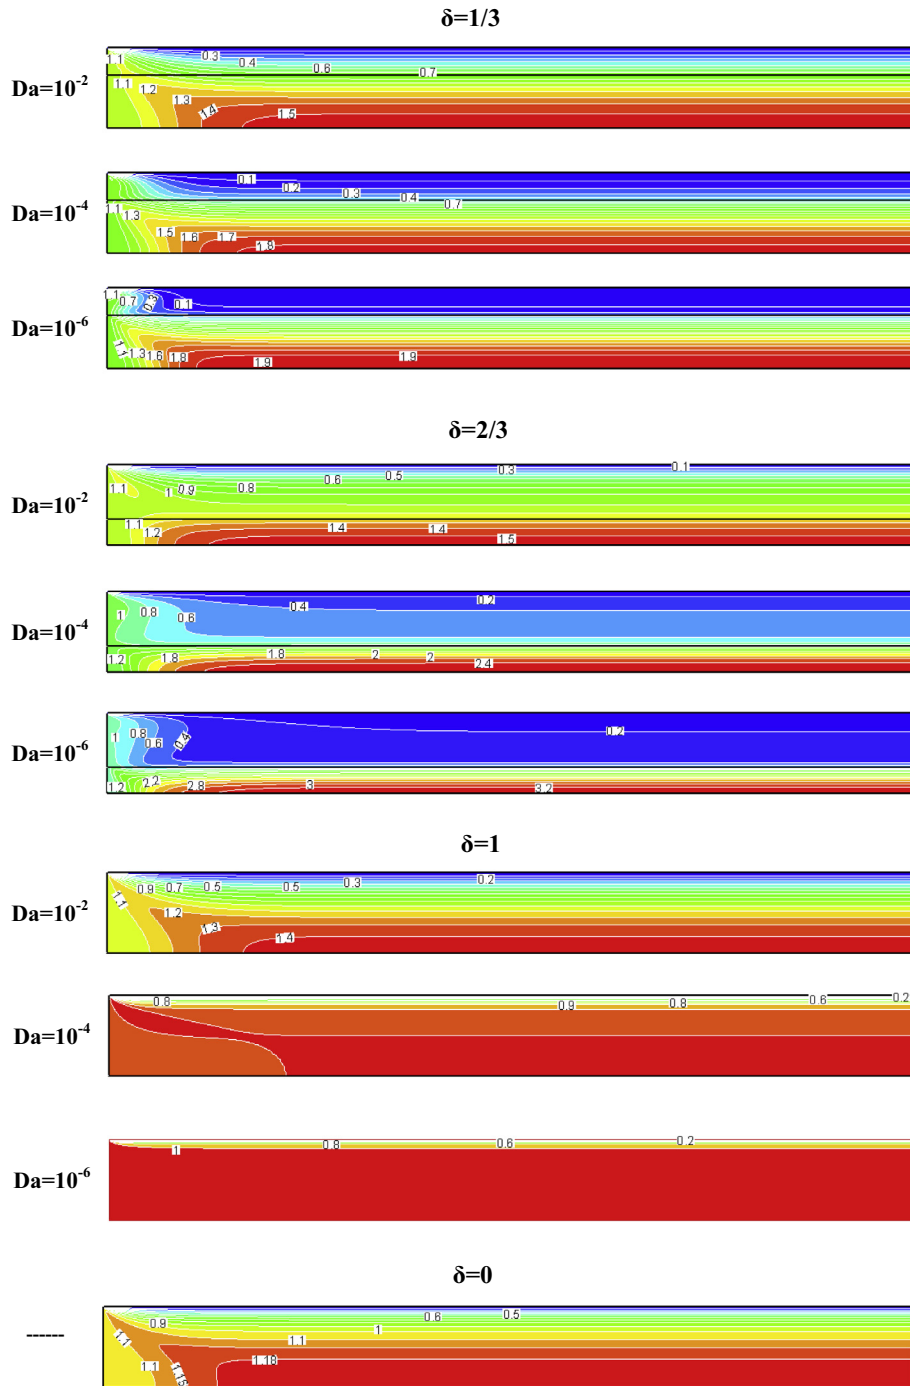 δ=1/3
Da=10⁻²
1.1 0.3 0.4 0.6 0.7
1.1 1.2 1.3 1.4 1.5
Da=10⁻⁴
0.1 0.2 0.3 0.4 0.7
1.1 1.3 1.5 1.6 1.7 1.8
Da=10⁻⁶
1.1 0.7 0.3 0.1
1.1 1.3 1.6 1.8 1.9 1.9
δ=2/3
Da=10⁻²
1.1 1 0.9 0.8 0.6 0.5 0.3 0.1
1.1 1.2 1.4 1.4 1.5
Da=10⁻⁴
1 0.8 0.6 0.4 0.2
1.2 1.8 1.8 2 2 2.4
Da=10⁻⁶
1 0.8 0.6 0.4 0.2
1.2 2.2 2.8 3 3.2
δ=1
Da=10⁻²
1.1 0.9 0.7 0.5 0.5 0.3 0.2
1.2 1.3 1.4
Da=10⁻⁴
0.8 0.9 0.8 0.6 0.2
Da=10⁻⁶
1 0.8 0.6 0.2
δ=0
------
1.1 0.9 0.6 0.5
1 1.1
1.1 1.15 1.18